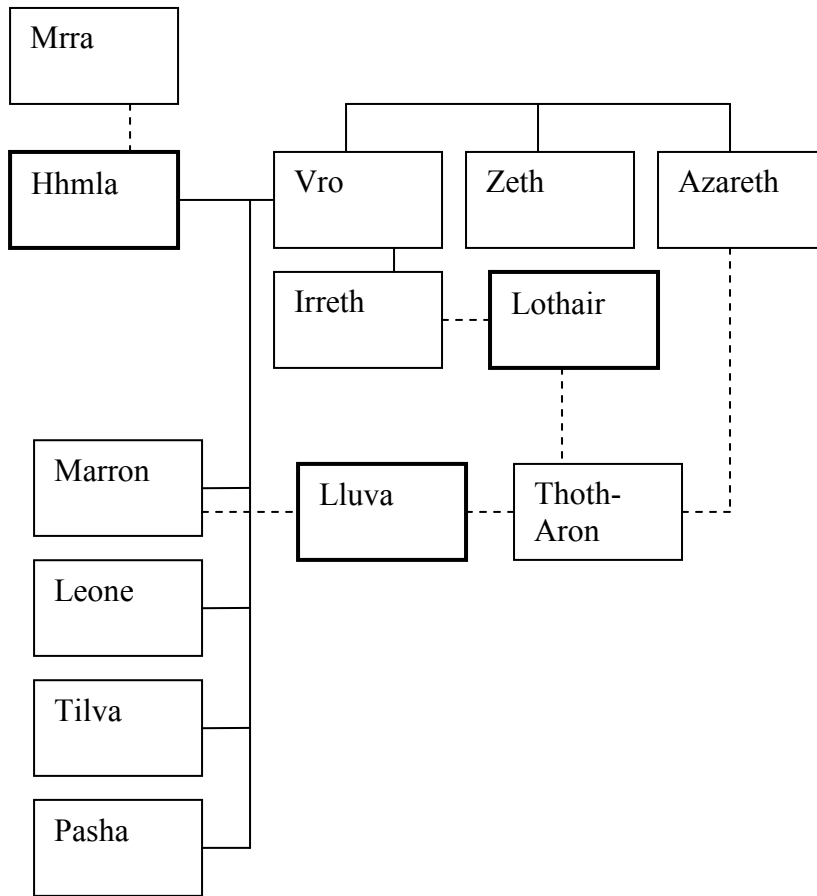 Mrra
Hhmla
Vro
Zeth
Azareth
Irreth
Lothair
Marron
Lluva
Thoth-
Aron
Leone
Tilva
Pasha